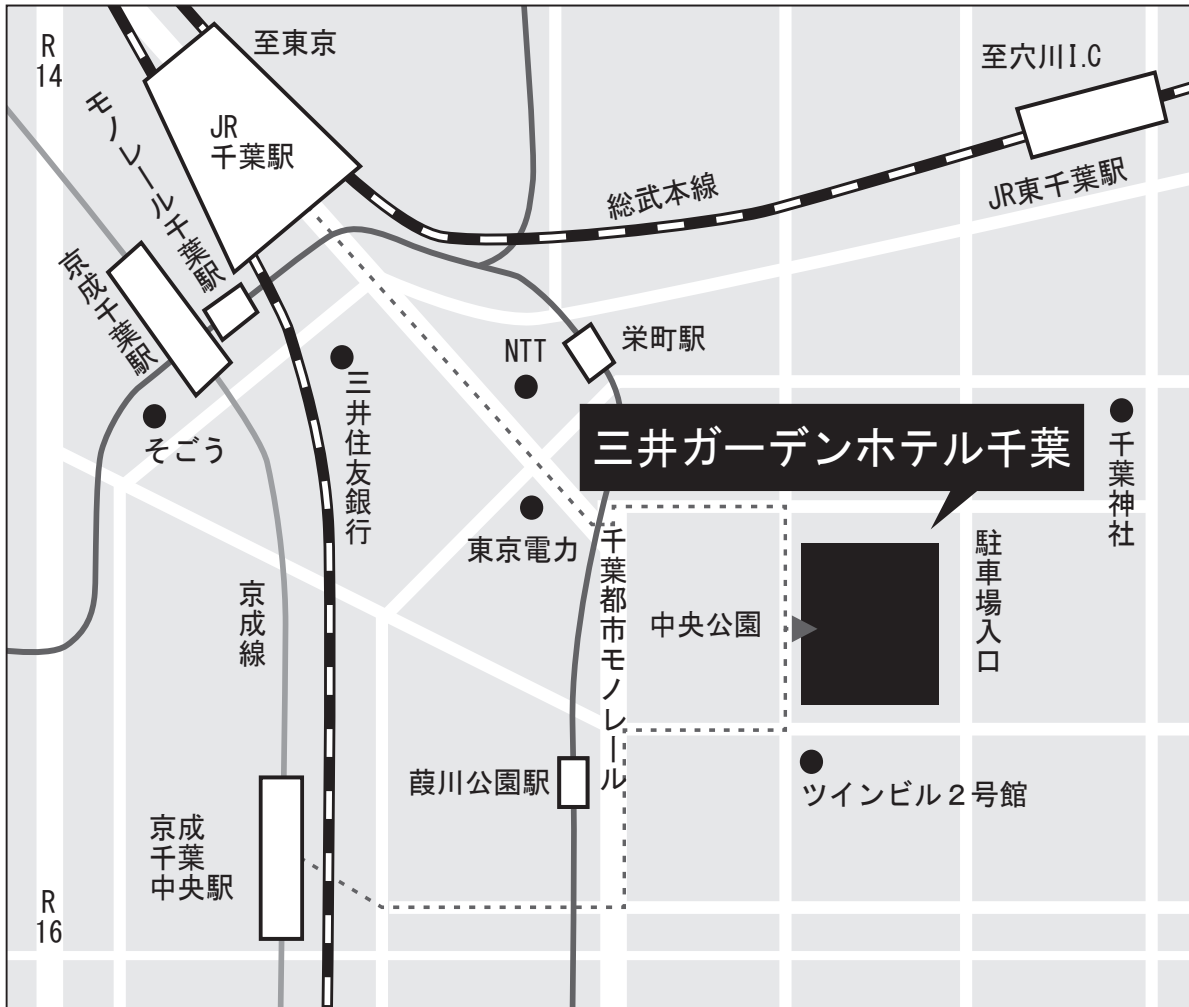 R
14
至東京
至穴川I.C
JR
千葉駅
モノレール千葉駅
総武本線
JR東千葉駅
京成千葉駅
栄町駅
NTT
三井住友銀行
そごう
三井ガーデンホテル千葉
千葉神社
東京電力
千葉都市モノレール
駐車場入口
京成線
中央公園
葭川公園駅
ツインビル２号館
京成
千葉
中央駅
R
16